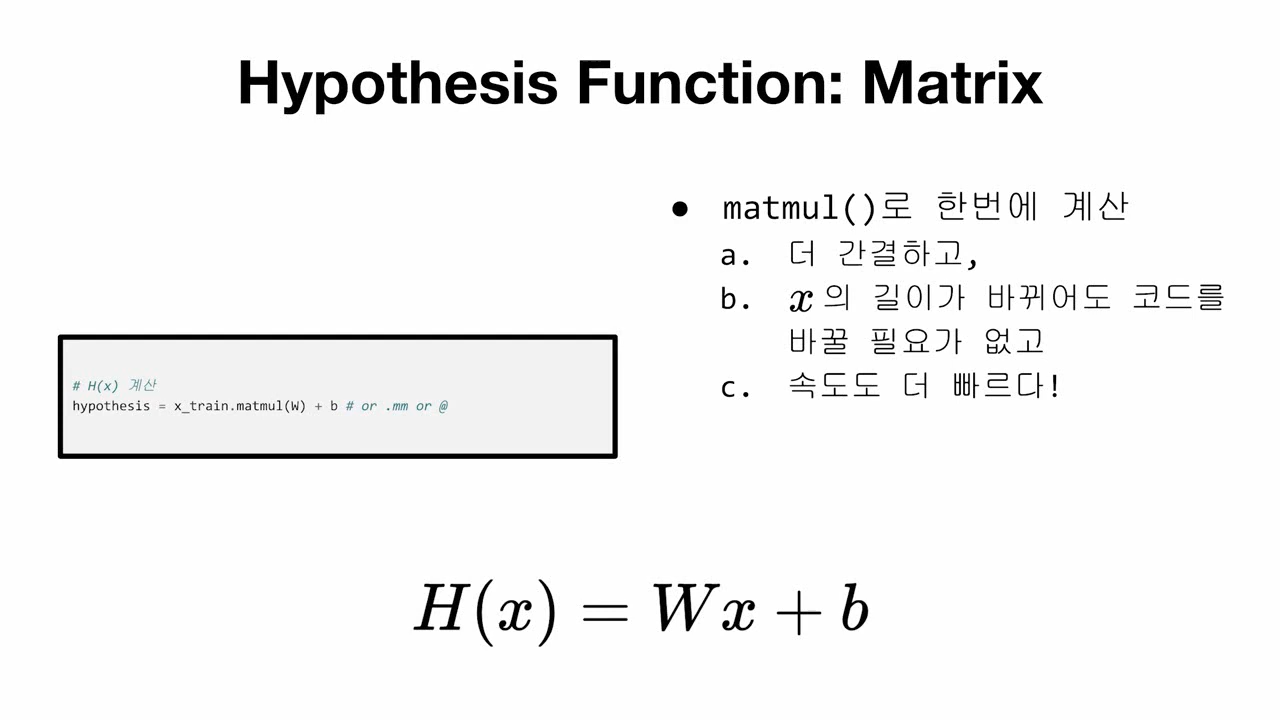 Hypothesis Function: Matrix
● matmul()로 한번에 계산
a. 더 간결하고,
b. x의 길이가 바뀌어도 코드를
바꿀 필요가 없고
c. 속도도 더 빠르다!
# H(x) 계산
hypothesis = x_train.matmul(W) + b # or .mm or @
H(x) = Wx + b